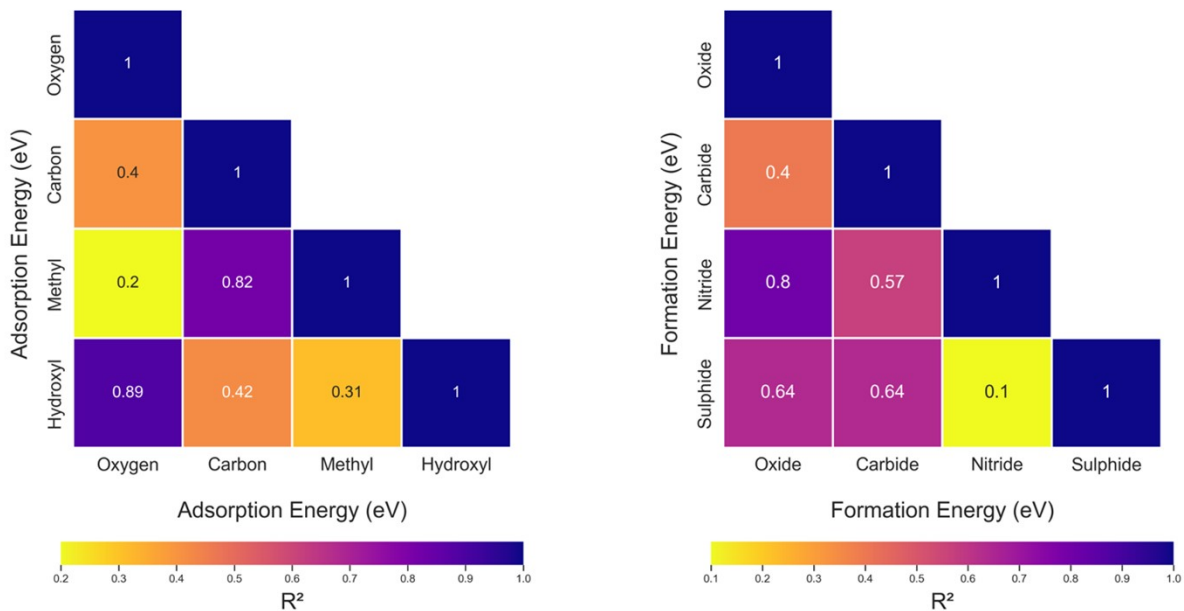 Adsorption Energy (eV)
Oxygen
Carbon
Methyl
Hydroxyl
1
0.4 1
0.2 0.82 1
0.89 0.42 0.31 1
Oxygen Carbon Methyl Hydroxyl
Adsorption Energy (eV)
0.2 0.3 0.4 0.5 0.6 0.7 0.8 0.9 1.0
R²
Formation Energy (eV)
Oxide
Carbide
Nitride
Sulphide
1
0.4 1
0.8 0.57 1
0.64 0.64 0.1 1
Oxide Carbide Nitride Sulphide
Formation Energy (eV)
0.1 0.2 0.3 0.4 0.5 0.6 0.7 0.8 0.9 1.0
R²